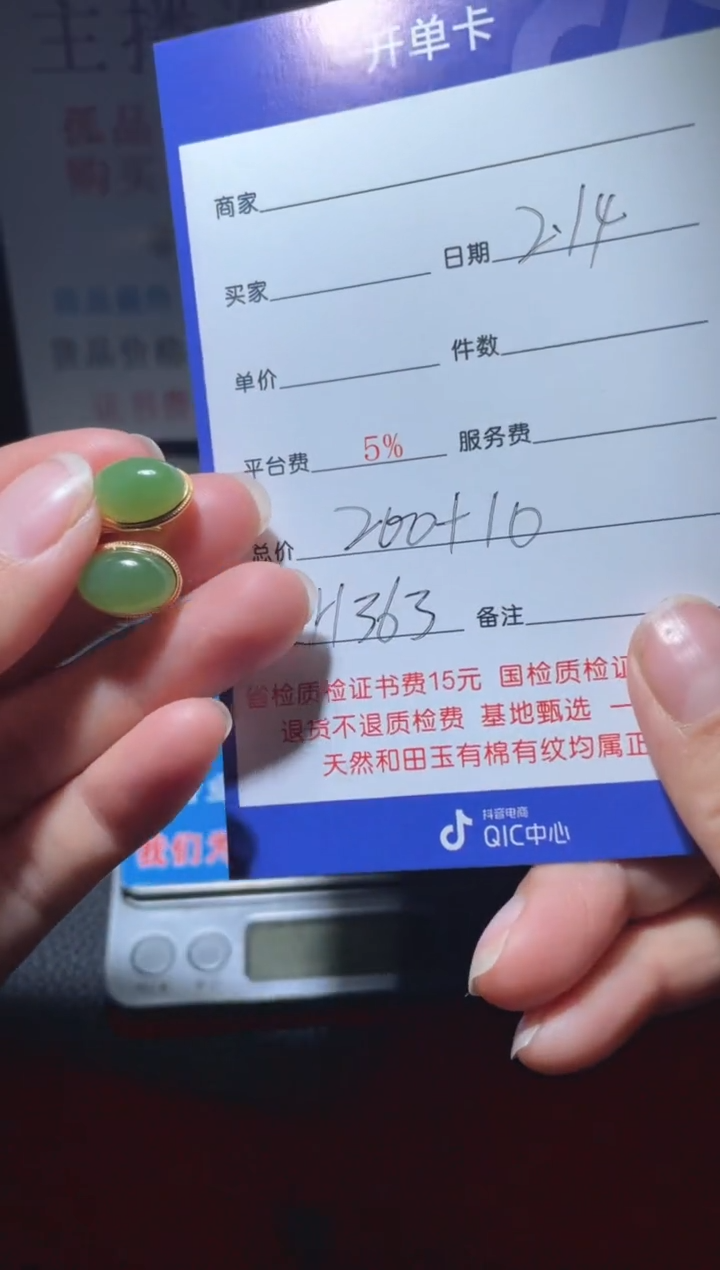 开单卡
商家
买家 日期 2.14
单价 件数
平台费 5% 服务费
总价 200+10
4363 备注
省检质检证书费15元 国检质检证
退货不退质检费 基地甄选 一
天然和田玉有棉有纹均属正
抖音电商
QIC中心
我们